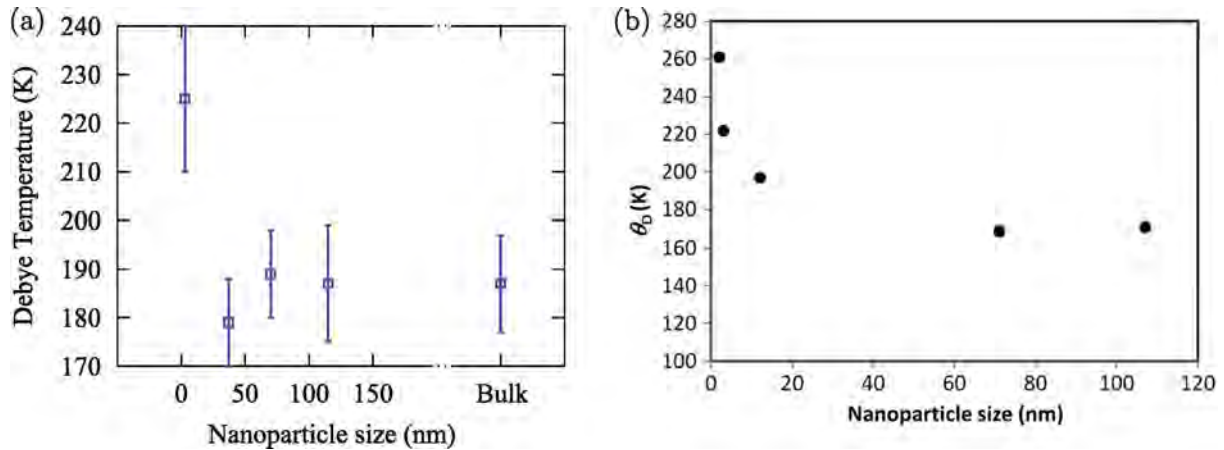 (a)
Debye Temperature (K)
240
230
220
210
200
190
180
170
0 50 100 150 Bulk
Nanoparticle size (nm)
(b)
θD (K)
280
260
240
220
200
180
160
140
120
100
0 20 40 60 80 100 120
Nanoparticle size (nm)